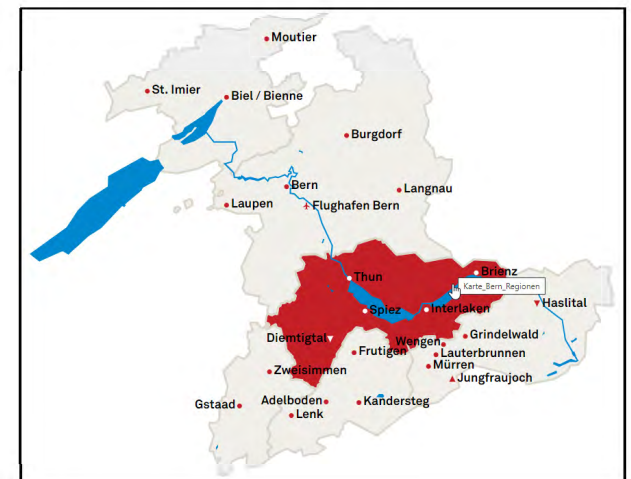 Moutier
St. Imier
Biel / Bienne
Burgdorf
Bern
Langnau
Laupen
Flughafen Bern
Thun
Brienz
Karte_Bern_Regionen
Haslital
Spiez
Interlaken
Diemtigtal
Wengen
Grindelwald
Frutigen
Lauterbrunnen
Mürren
Zweisimmen
Jungfraujoch
Gstaad
Adelboden
Kandersteg
Lenk